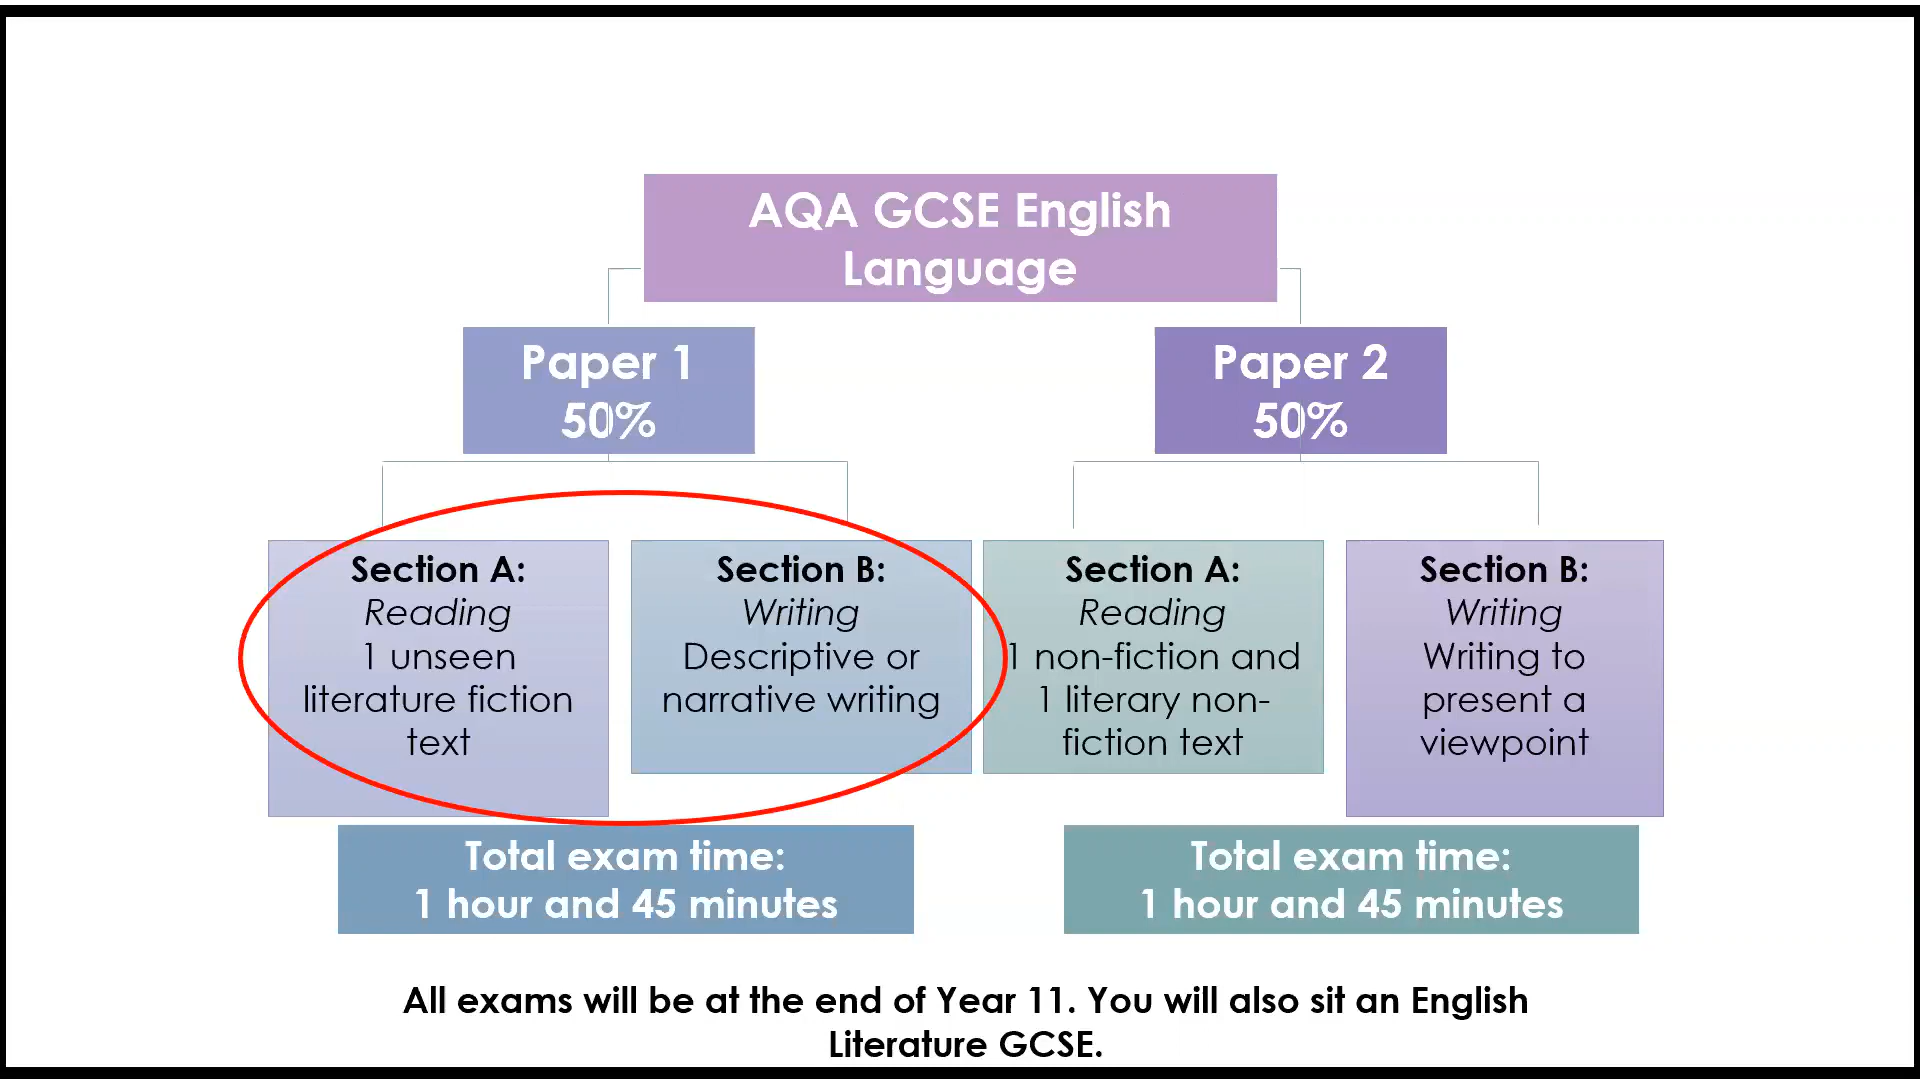 AQA GCSE English
Language
Paper 1
50%
Paper 2
50%
Section A:
Reading
1 unseen
literature fiction
text
Section B:
Writing
Descriptive or
narrative writing
Section A:
Reading
1 non-fiction and
1 literary non-
fiction text
Section B:
Writing
Writing to
present a
viewpoint
Total exam time:
1 hour and 45 minutes
Total exam time:
1 hour and 45 minutes
All exams will be at the end of Year 11. You will also sit an English
Literature GCSE.